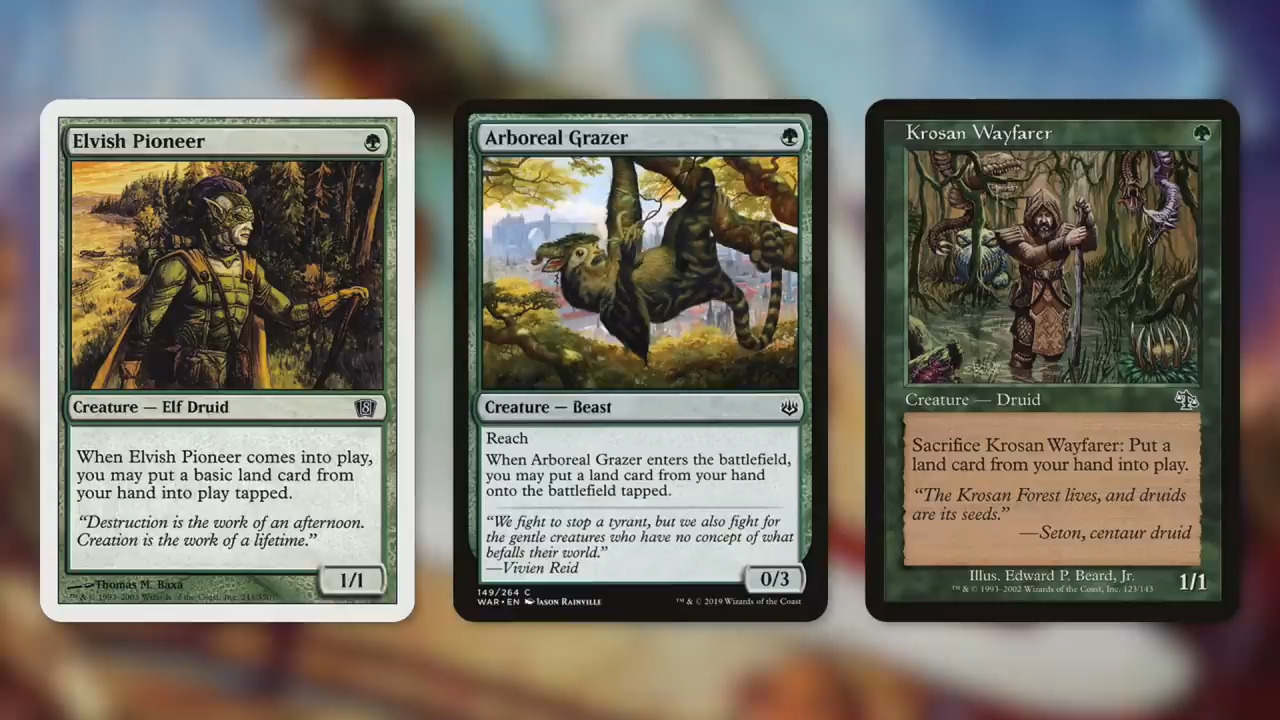 Elvish Pioneer
Creature — Elf Druid
8
When Elvish Pioneer comes into play,
you may put a basic land card from
your hand into play tapped.
“Destruction is the work of an afternoon.
Creation is the work of a lifetime.”
Thomas M. Baxa
1/1
Arboreal Grazer
Creature — Beast
Reach
When Arboreal Grazer enters the battlefield,
you may put a land card from your hand
onto the battlefield tapped.
“We fight to stop a tyrant, but we also fight for
the gentle creatures who have no concept of what
befalls their world.”
—Vivien Reid
0/3
149/264 C
WAR • EN Jason Rainville
™ & © 2019 Wizards of the Coast
Krosan Wayfarer
Creature — Druid
Sacrifice Krosan Wayfarer: Put a
land card from your hand into play.
“The Krosan Forest lives, and druids
are its seeds.”
—Seton, centaur druid
Illus. Edward P. Beard, Jr.
™ & © 1993–2002 Wizards of the Coast, Inc. 123/143
1/1